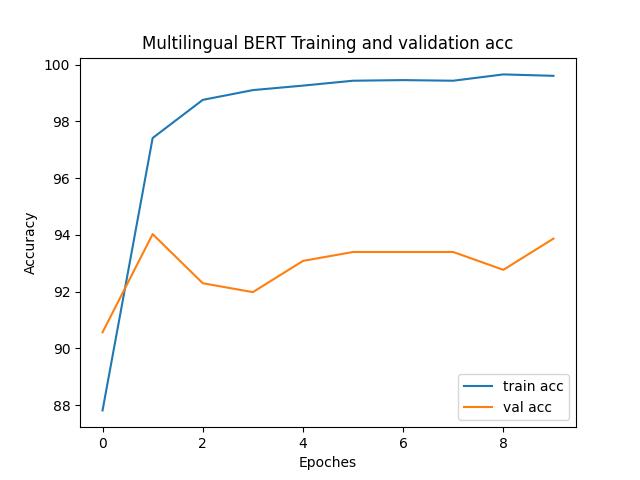 Multilingual BERT Training and validation acc
100
98
96
94
92
90
88
Accuracy
0 2 4 6 8
Epoches
train acc
val acc